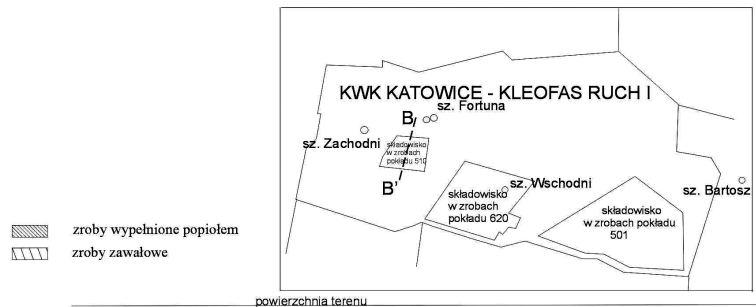 KWK KATOWICE - KLEOFAS RUCH I
B
sz. Fortuna
sz. Zachodni
składowisko
w zrobach
pokładu 510
B'
sz. Wschodni
składowisko
w zrobach
pokładu 620
sz. Bartosz
składowisko
w zrobach pokładu
501
zroby wypełnione popiołem
zroby zawałowe
powierzchnia terenu